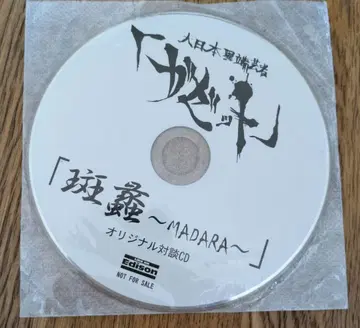 大日本異端芸者
「ガゼット」
「斑蠡~MADARA~」
オリジナル対談CD
Edison
NOT FOR SALE